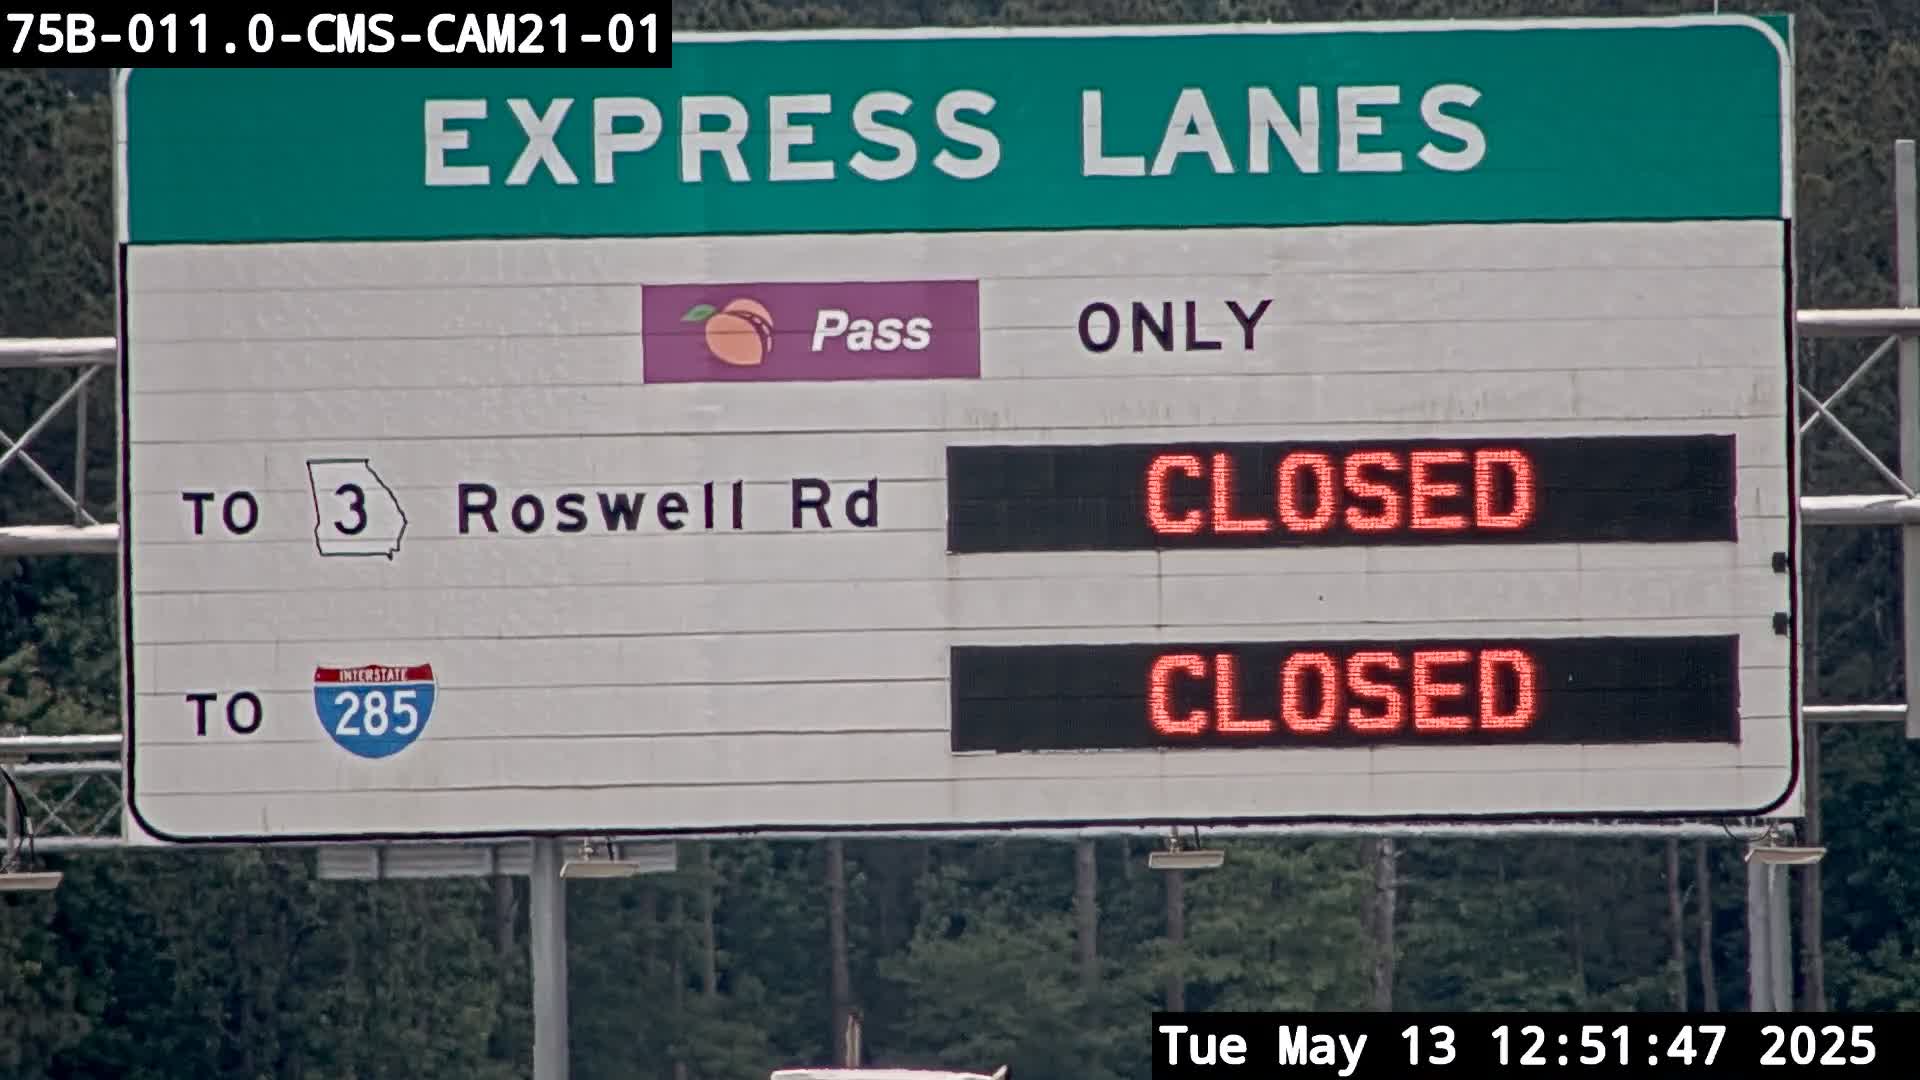 75B-011.0-CMS-CAM21-01
EXPRESS LANES
Pass ONLY
TO 3 Roswell Rd CLOSED
INTERSTATE
TO 285 CLOSED
Tue May 13 12:51:47 2025